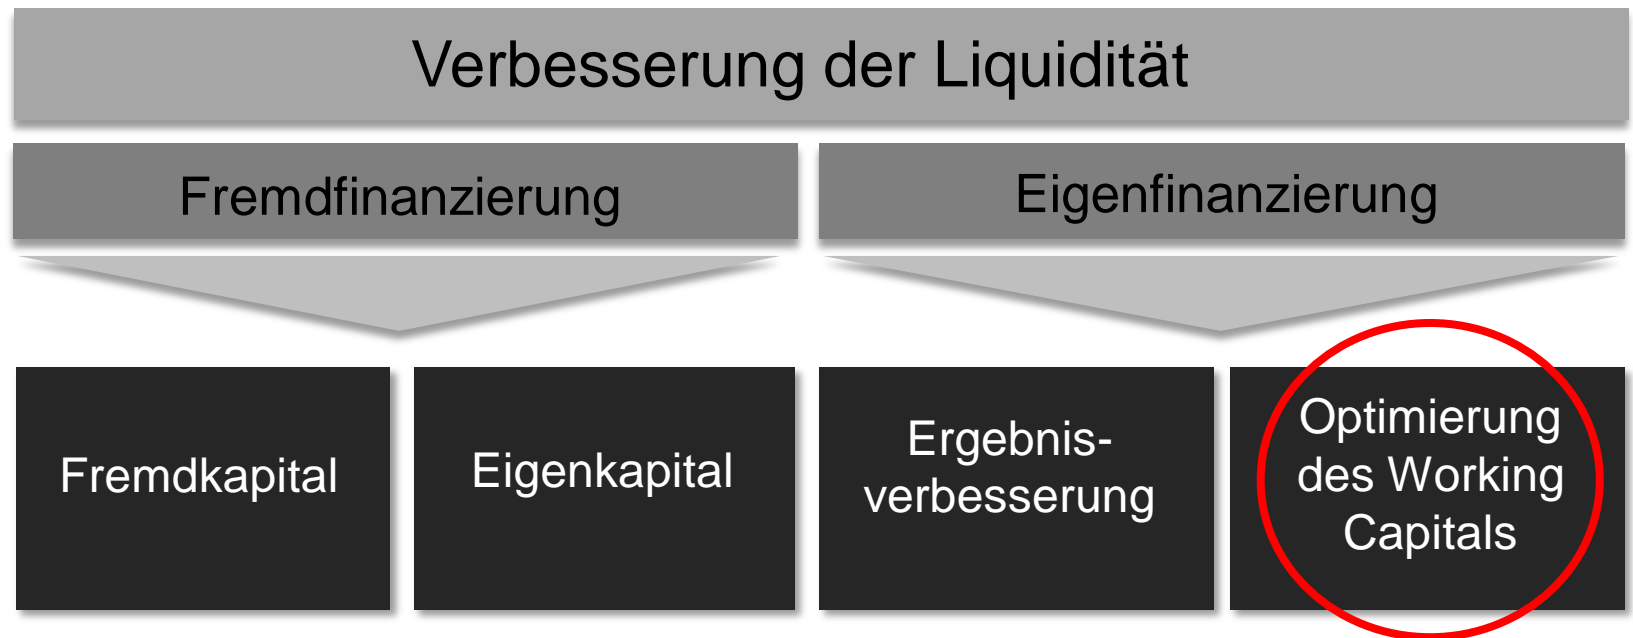 Verbesserung der Liquidität
Fremdfinanzierung
Eigenfinanzierung
Fremdkapital
Eigenkapital
Ergebnis-
verbesserung
Optimierung
des Working
Capitals